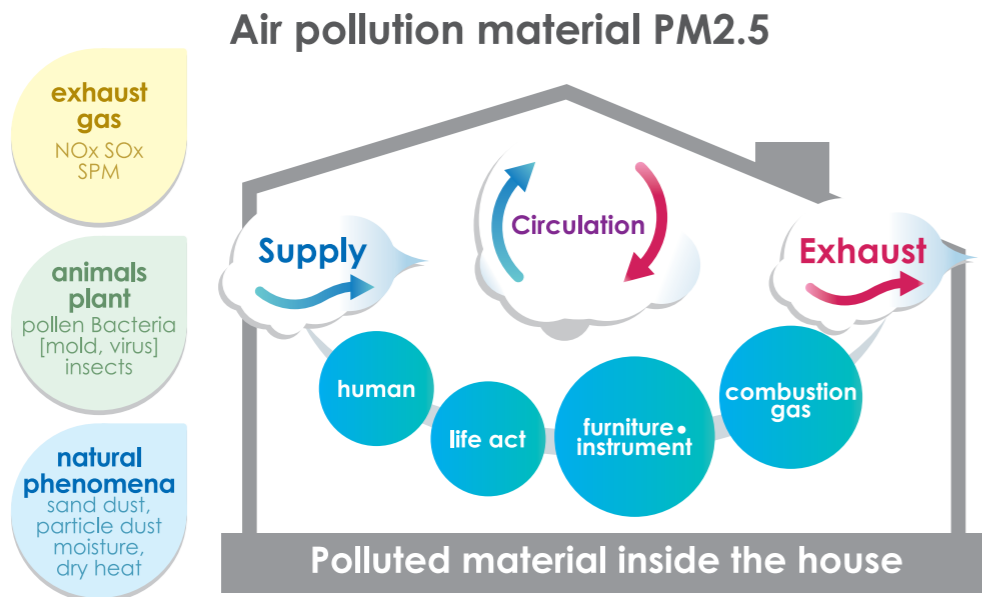 Air pollution material PM2.5
exhaust
gas
NOx SOx
SPM
animals
plant
pollen Bacteria
[mold, virus]
insects
natural
phenomena
sand dust,
particle dust
moisture,
dry heat
Supply
Circulation
Exhaust
human
life act
furniture•
instrument
combustion
gas
Polluted material inside the house